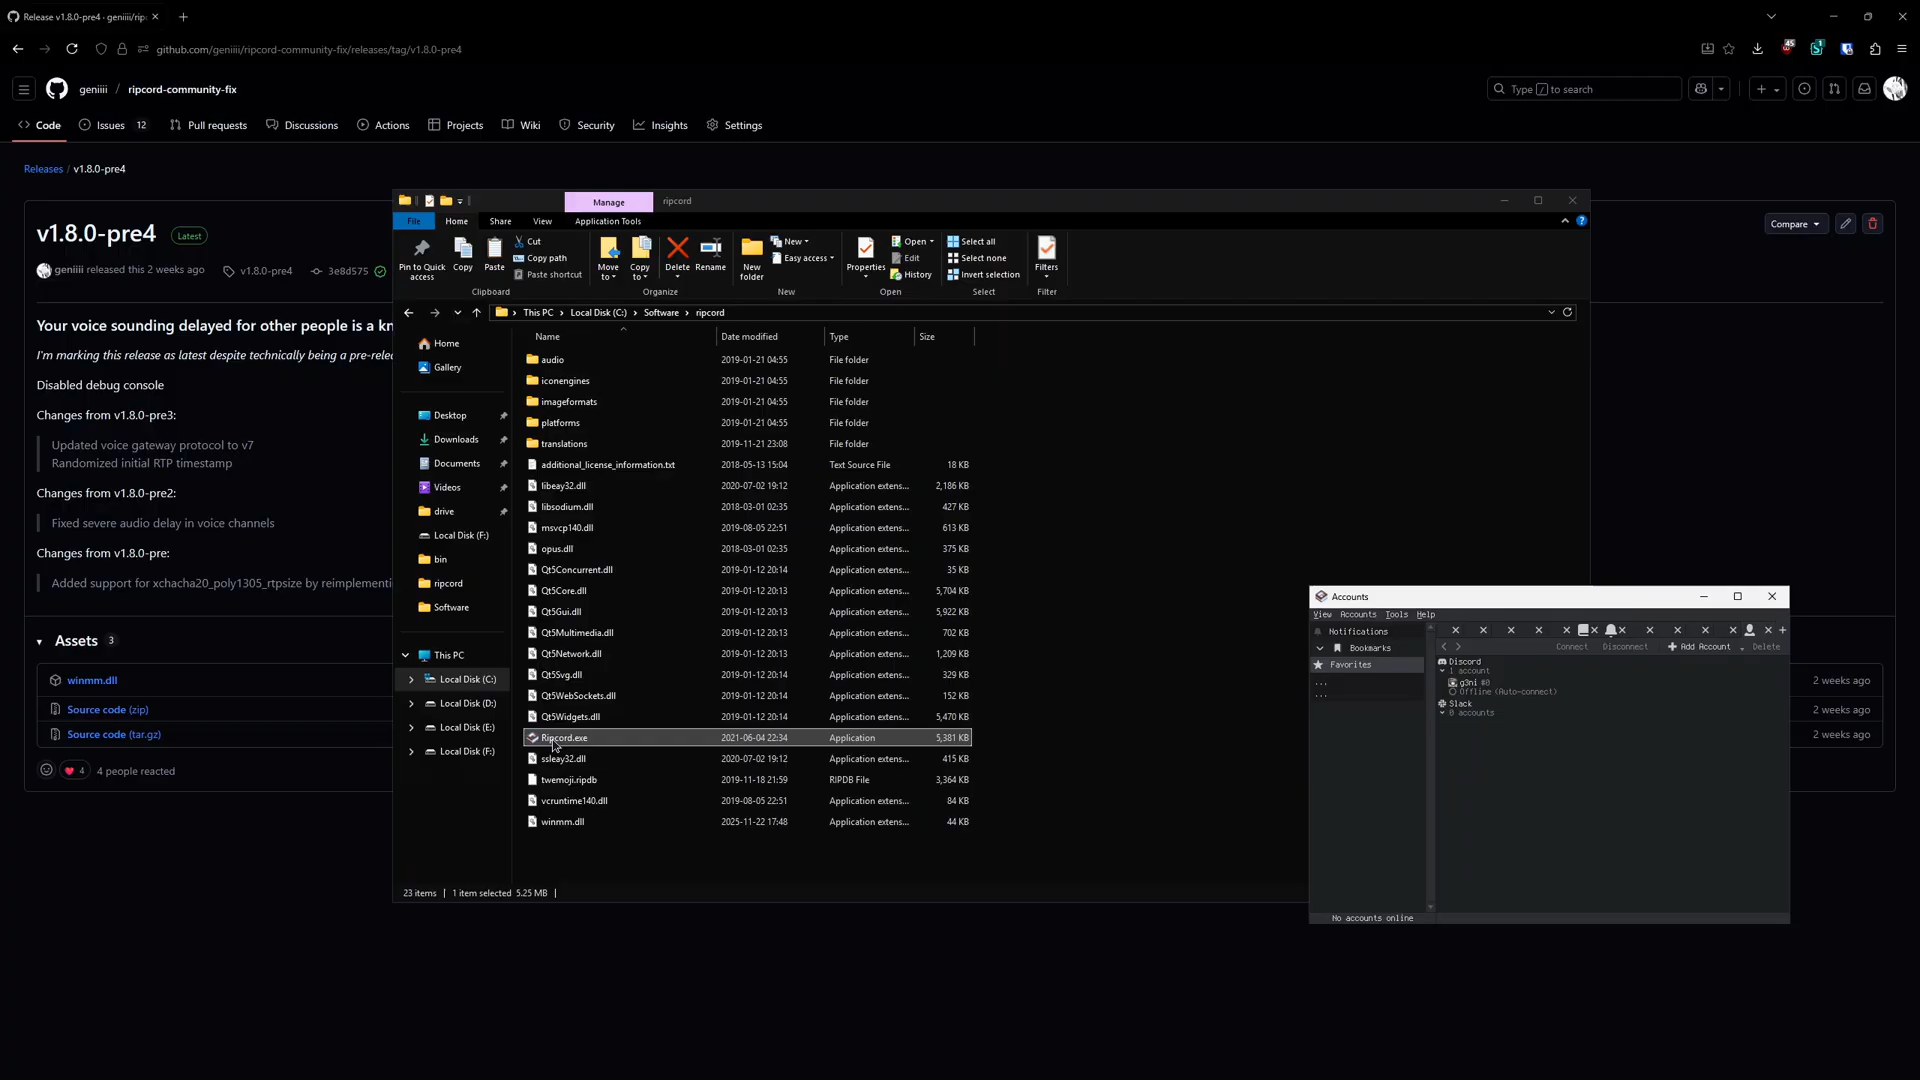 Release v1.8.0-pre4 · geniiii/rip
github.com/geniiii/ripcord-community-fix/releases/tag/v1.8.0-pre4
45
1
geniiii / ripcord-community-fix
Type / to search
Code
Issues 12
Pull requests
Discussions
Actions
Projects
Wiki
Security
Insights
Settings
Releases / v1.8.0-pre4
v1.8.0-pre4 Latest
Compare
geniiii released this 2 weeks ago
v1.8.0-pre4
3e8d575
Your voice sounding delayed for other people is a kn
I'm marking this release as latest despite technically being a pre-relea
Disabled debug console
Changes from v1.8.0-pre3:
Updated voice gateway protocol to v7
Randomized initial RTP timestamp
Changes from v1.8.0-pre2:
Fixed severe audio delay in voice channels
Changes from v1.8.0-pre:
Added support for xchacha20_poly1305_rtpsize by reimplementi
Assets 3
winmm.dll
2 weeks ago
Source code (zip)
2 weeks ago
Source code (tar.gz)
2 weeks ago
4
4 people reacted
Manage
ripcord
File
Home
Share
View
Application Tools
Pin to Quick access
Copy
Paste
Cut
Copy path
Paste shortcut
Clipboard
Move to
Copy to
Delete
Rename
Organize
New folder
New
Easy access
New
Properties
Open
Edit
History
Open
Select all
Select none
Invert selection
Select
Filters
Filter
This PC > Local Disk (C:) > Software > ripcord
Home
Gallery
Desktop
Downloads
Documents
Videos
drive
Local Disk (F:)
bin
ripcord
Software
This PC
Local Disk (C:)
Local Disk (D:)
Local Disk (E:)
Local Disk (F:)
Name Date modified Type Size
audio 2019-01-21 04:55 File folder
iconengines 2019-01-21 04:55 File folder
imageformats 2019-01-21 04:55 File folder
platforms 2019-01-21 04:55 File folder
translations 2019-11-21 23:08 File folder
additional_license_information.txt 2018-05-13 15:04 Text Source File 18 KB
libeay32.dll 2020-07-02 19:12 Application extens... 2,186 KB
libsodium.dll 2018-03-01 02:35 Application extens... 427 KB
msvcp140.dll 2019-08-05 22:51 Application extens... 613 KB
opus.dll 2018-03-01 02:35 Application extens... 375 KB
Qt5Concurrent.dll 2019-01-12 20:14 Application extens... 35 KB
Qt5Core.dll 2019-01-12 20:13 Application extens... 5,704 KB
Qt5Gui.dll 2019-01-12 20:13 Application extens... 5,922 KB
Qt5Multimedia.dll 2019-01-12 20:13 Application extens... 702 KB
Qt5Network.dll 2019-01-12 20:13 Application extens... 1,209 KB
Qt5Svg.dll 2019-01-12 20:14 Application extens... 329 KB
Qt5WebSockets.dll 2019-01-12 20:14 Application extens... 152 KB
Qt5Widgets.dll 2019-01-12 20:14 Application extens... 5,470 KB
Ripcord.exe 2021-06-04 22:34 Application 5,381 KB
ssleay32.dll 2020-07-02 19:12 Application extens... 415 KB
twemoji.ripdb 2019-11-18 21:59 RIPDB File 3,364 KB
vcruntime140.dll 2019-08-05 22:51 Application extens... 84 KB
winmm.dll 2025-11-22 17:48 Application extens... 44 KB
23 items
1 item selected 5.25 MB
Accounts
View Accounts Tools Help
Notifications
Bookmarks
Favorites
...
...
Connect
Disconnect
Add Account
Delete
Discord
1 account
g3ni #0
Offline (Auto-connect)
Slack
0 accounts
No accounts online